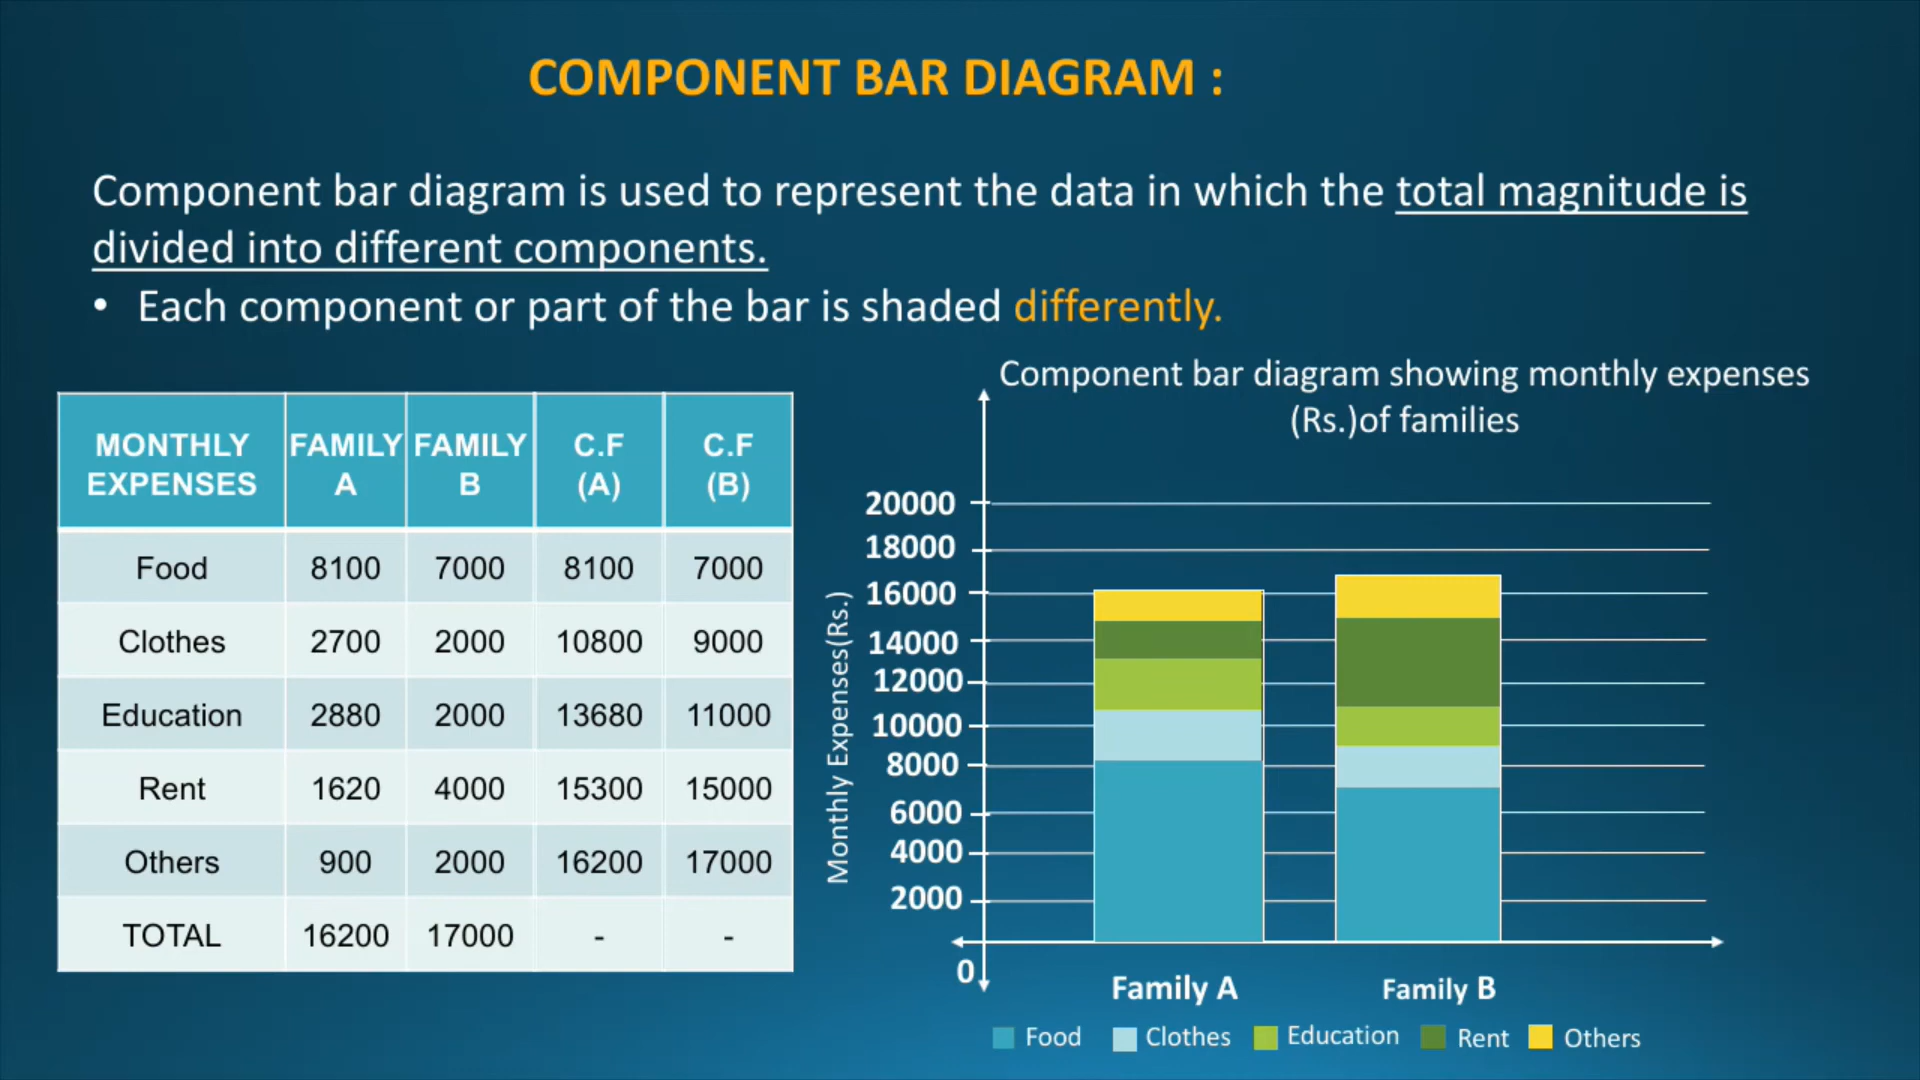 COMPONENT BAR DIAGRAM :
Component bar diagram is used to represent the data in which the total magnitude is
divided into different components.
• Each component or part of the bar is shaded differently.
MONTHLY EXPENSES FAMILY A FAMILY B C.F (A) C.F (B)
Food 8100 7000 8100 7000
Clothes 2700 2000 10800 9000
Education 2880 2000 13680 11000
Rent 1620 4000 15300 15000
Others 900 2000 16200 17000
TOTAL 16200 17000 - -
Component bar diagram showing monthly expenses
(Rs.)of families
Monthly Expenses(Rs.)
20000
18000
16000
14000
12000
10000
8000
6000
4000
2000
0
Family A Family B
Food Clothes Education Rent Others